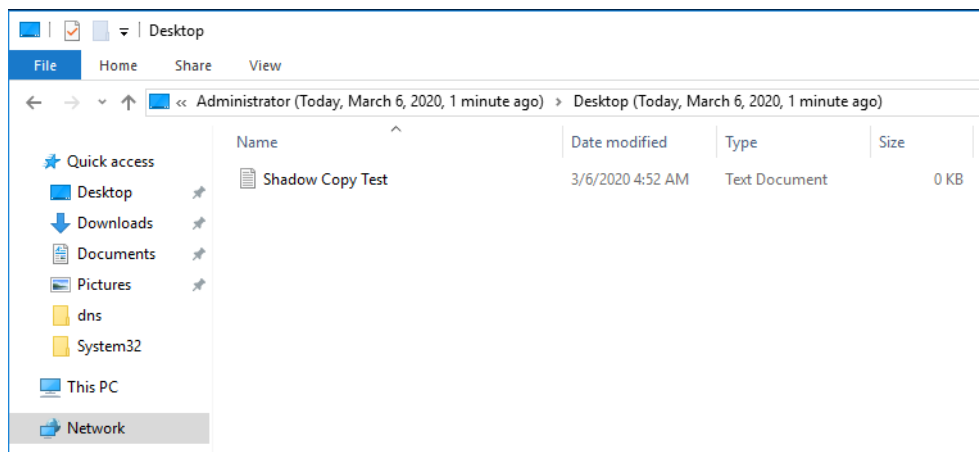 Desktop
File Home Share View
« Administrator (Today, March 6, 2020, 1 minute ago) > Desktop (Today, March 6, 2020, 1 minute ago)
Name Date modified Type Size
Quick access
Shadow Copy Test 3/6/2020 4:52 AM Text Document 0 KB
Desktop
Downloads
Documents
Pictures
dns
System32
This PC
Network